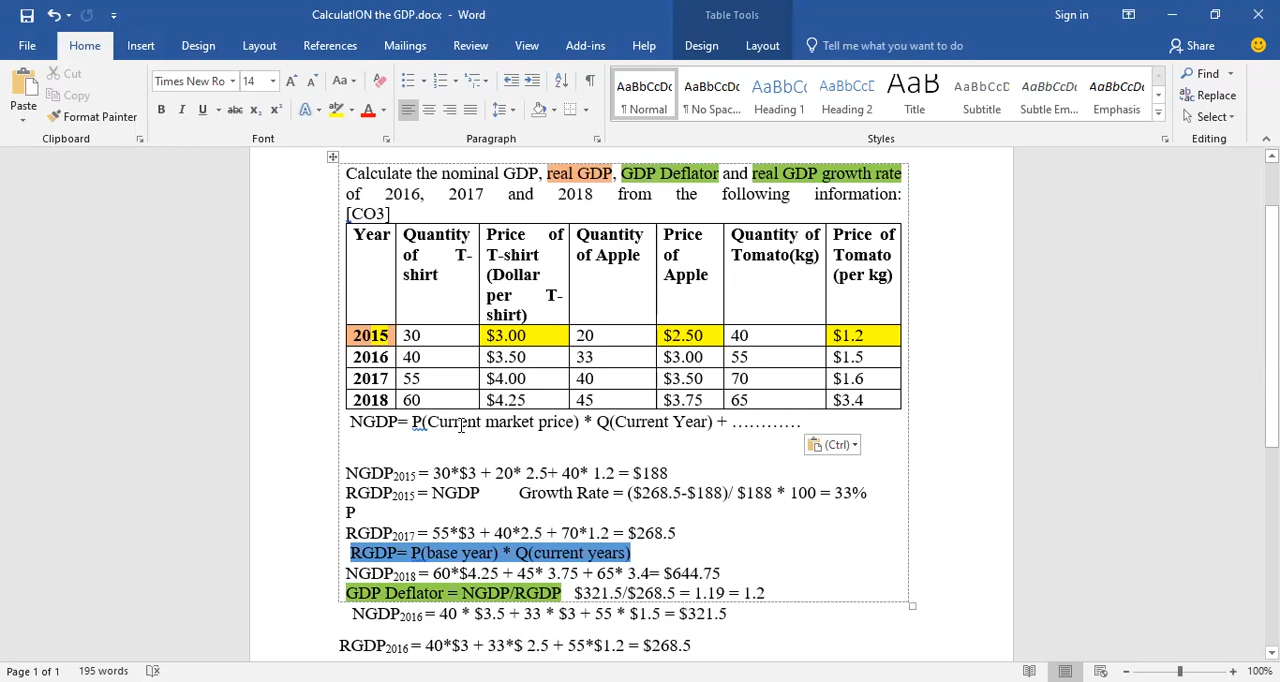 CalculatION the GDP.docx - Word
Table Tools
Sign in
File Home Insert Design Layout References Mailings Review View Add-ins Help Design Layout Tell me what you want to do Share
Paste
Cut
Copy
Format Painter
Clipboard
Times New Ro 14
Font
Paragraph
AaBbCcDc AaBbCcDc AaBbCc AaBbCcD AaB AaBbCcD AaBbCcDc AaBbCcDc
¶ Normal ¶ No Spac... Heading 1 Heading 2 Title Subtitle Subtle Em... Emphasis
Styles
Find
Replace
Select
Editing
Calculate the nominal GDP, real GDP, GDP Deflator and real GDP growth rate
of 2016, 2017 and 2018 from the following information:
[CO3]
Year Quantity of T-shirt Price of T-shirt (Dollar per T-shirt) Quantity of Apple Price of Apple Quantity of Tomato(kg) Price of Tomato (per kg)
2015 30 $3.00 20 $2.50 40 $1.2
2016 40 $3.50 33 $3.00 55 $1.5
2017 55 $4.00 40 $3.50 70 $1.6
2018 60 $4.25 45 $3.75 65 $3.4
NGDP= P(Current market price) * Q(Current Year) + …………
(Ctrl)
NGDP2015 = 30*$3 + 20* 2.5+ 40* 1.2 = $188
RGDP2015 = NGDP Growth Rate = ($268.5-$188)/ $188 * 100 = 33%
P
RGDP2017 = 55*$3 + 40*2.5 + 70*1.2 = $268.5
RGDP= P(base year) * Q(current years)
NGDP2018 = 60*$4.25 + 45* 3.75 + 65* 3.4= $644.75
GDP Deflator = NGDP/RGDP $321.5/$268.5 = 1.19 = 1.2
NGDP2016 = 40 * $3.5 + 33 * $3 + 55 * $1.5 = $321.5
RGDP2016 = 40*$3 + 33*$ 2.5 + 55*$1.2 = $268.5
Page 1 of 1 195 words
100%